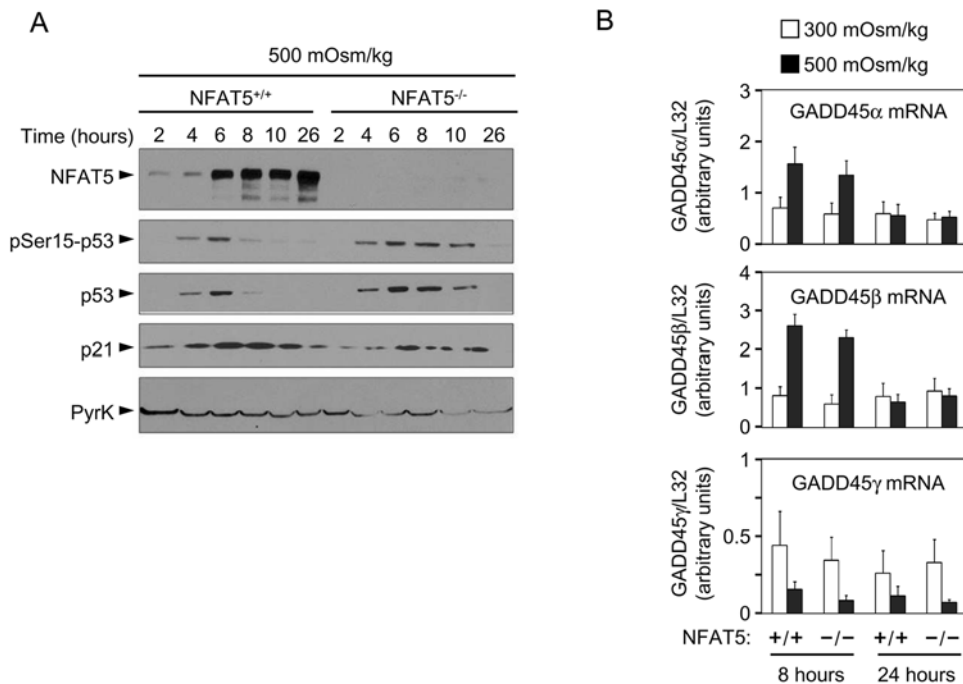 A
500 mOsm/kg
NFAT5+/+ NFAT5-/-
Time (hours) 2 4 6 8 10 26 2 4 6 8 10 26
NFAT5
pSer15-p53
p53
p21
PyrK
B
300 mOsm/kg
500 mOsm/kg
GADD45α mRNA
GADD45α/L32
(arbitrary units)
3
2
1
0
GADD45β mRNA
GADD45β/L32
(arbitrary units)
4
3
2
1
0
GADD45γ mRNA
GADD45γ/L32
(arbitrary units)
1
0.5
0
NFAT5: +/+ −/− +/+ −/−
8 hours 24 hours